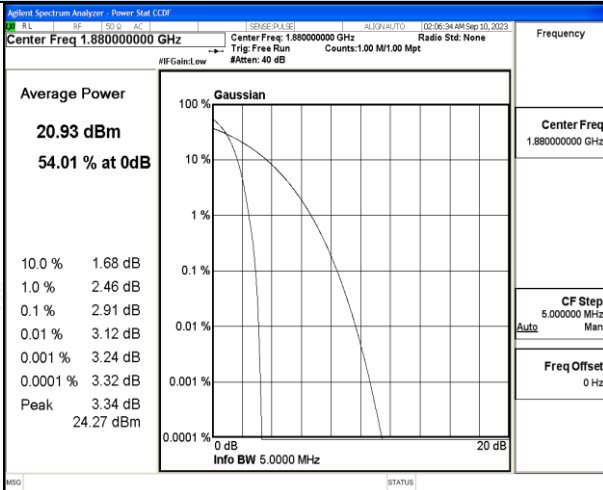 Agilent Spectrum Analyzer - Power Stat CCDF
RL RF 50 Ω AC SENSE:PULSE ALIGNAUTO 02:06:34 AM Sep 10, 2023
Center Freq 1.880000000 GHz
Center Freq: 1.880000000 GHz Radio Std: None
Trig: Free Run Counts:1.00 M/1.00 Mpt
#IFGain:Low #Atten: 40 dB
Average Power
20.93 dBm
54.01 % at 0dB
10.0 % 1.68 dB
1.0 % 2.46 dB
0.1 % 2.91 dB
0.01 % 3.12 dB
0.001 % 3.24 dB
0.0001 % 3.32 dB
Peak 3.34 dB
24.27 dBm
Gaussian
100 %
10 %
1 %
0.1 %
0.01 %
0.001 %
0.0001 %
0 dB 20 dB
Info BW 5.0000 MHz
Frequency
Center Freq
1.880000000 GHz
CF Step
5.000000 MHz
Auto Man
Freq Offset
0 Hz
MSG STATUS